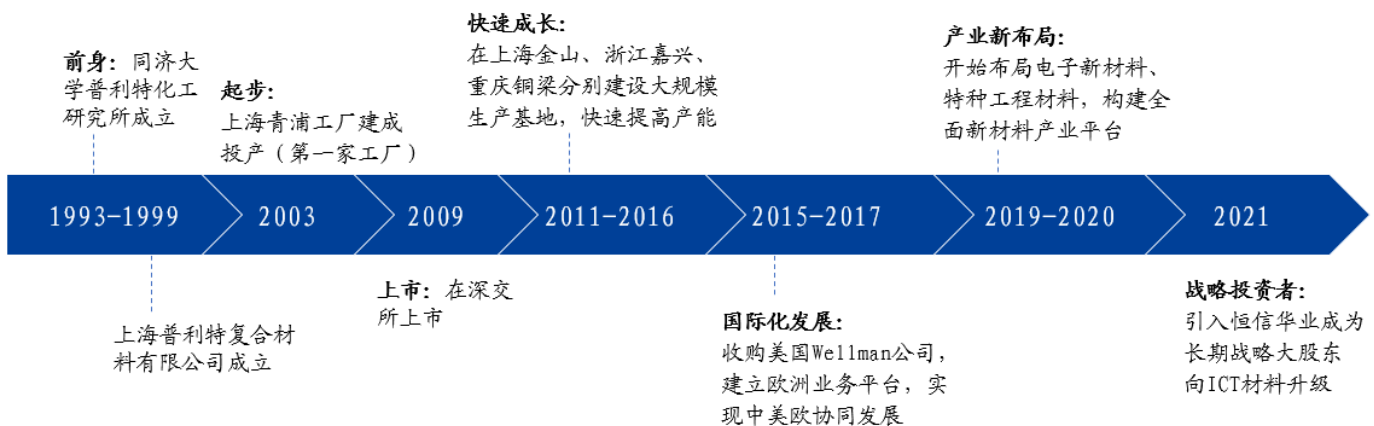 前身：同济大
学普利特化工
研究所成立
起步：
上海青浦工厂建成
投产（第一家工厂）
快速成长：
在上海金山、浙江嘉兴、
重庆铜梁分别建设大规模
生产基地，快速提高产能
产业新布局：
开始布局电子新材料、
特种工程材料，构建全
面新材料产业平台
1993-1999
2003
2009
2011-2016
2015-2017
2019-2020
2021
上海普利特复合材
料有限公司成立
上市：在深交
所上市
国际化发展：
收购美国Wellman公司，
建立欧洲业务平台，实
现中美欧协同发展
战略投资者：
引入恒信华业成为
长期战略大股东
向ICT材料升级